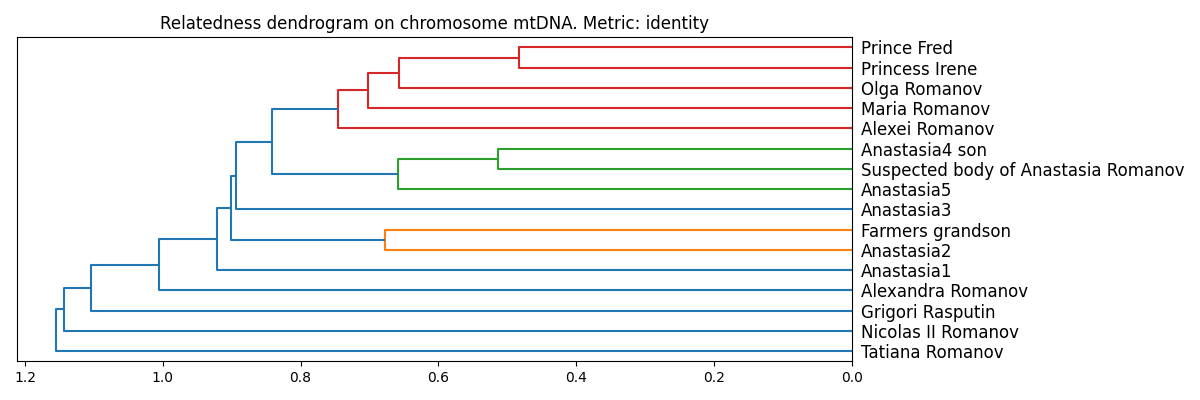 Relatedness dendrogram on chromosome mtDNA. Metric: identity
Prince Fred
Princess Irene
Olga Romanov
Maria Romanov
Alexei Romanov
Anastasia4 son
Suspected body of Anastasia Romanov
Anastasia5
Anastasia3
Farmers grandson
Anastasia2
Anastasia1
Alexandra Romanov
Grigori Rasputin
Nicolas II Romanov
Tatiana Romanov
1.2 1.0 0.8 0.6 0.4 0.2 0.0